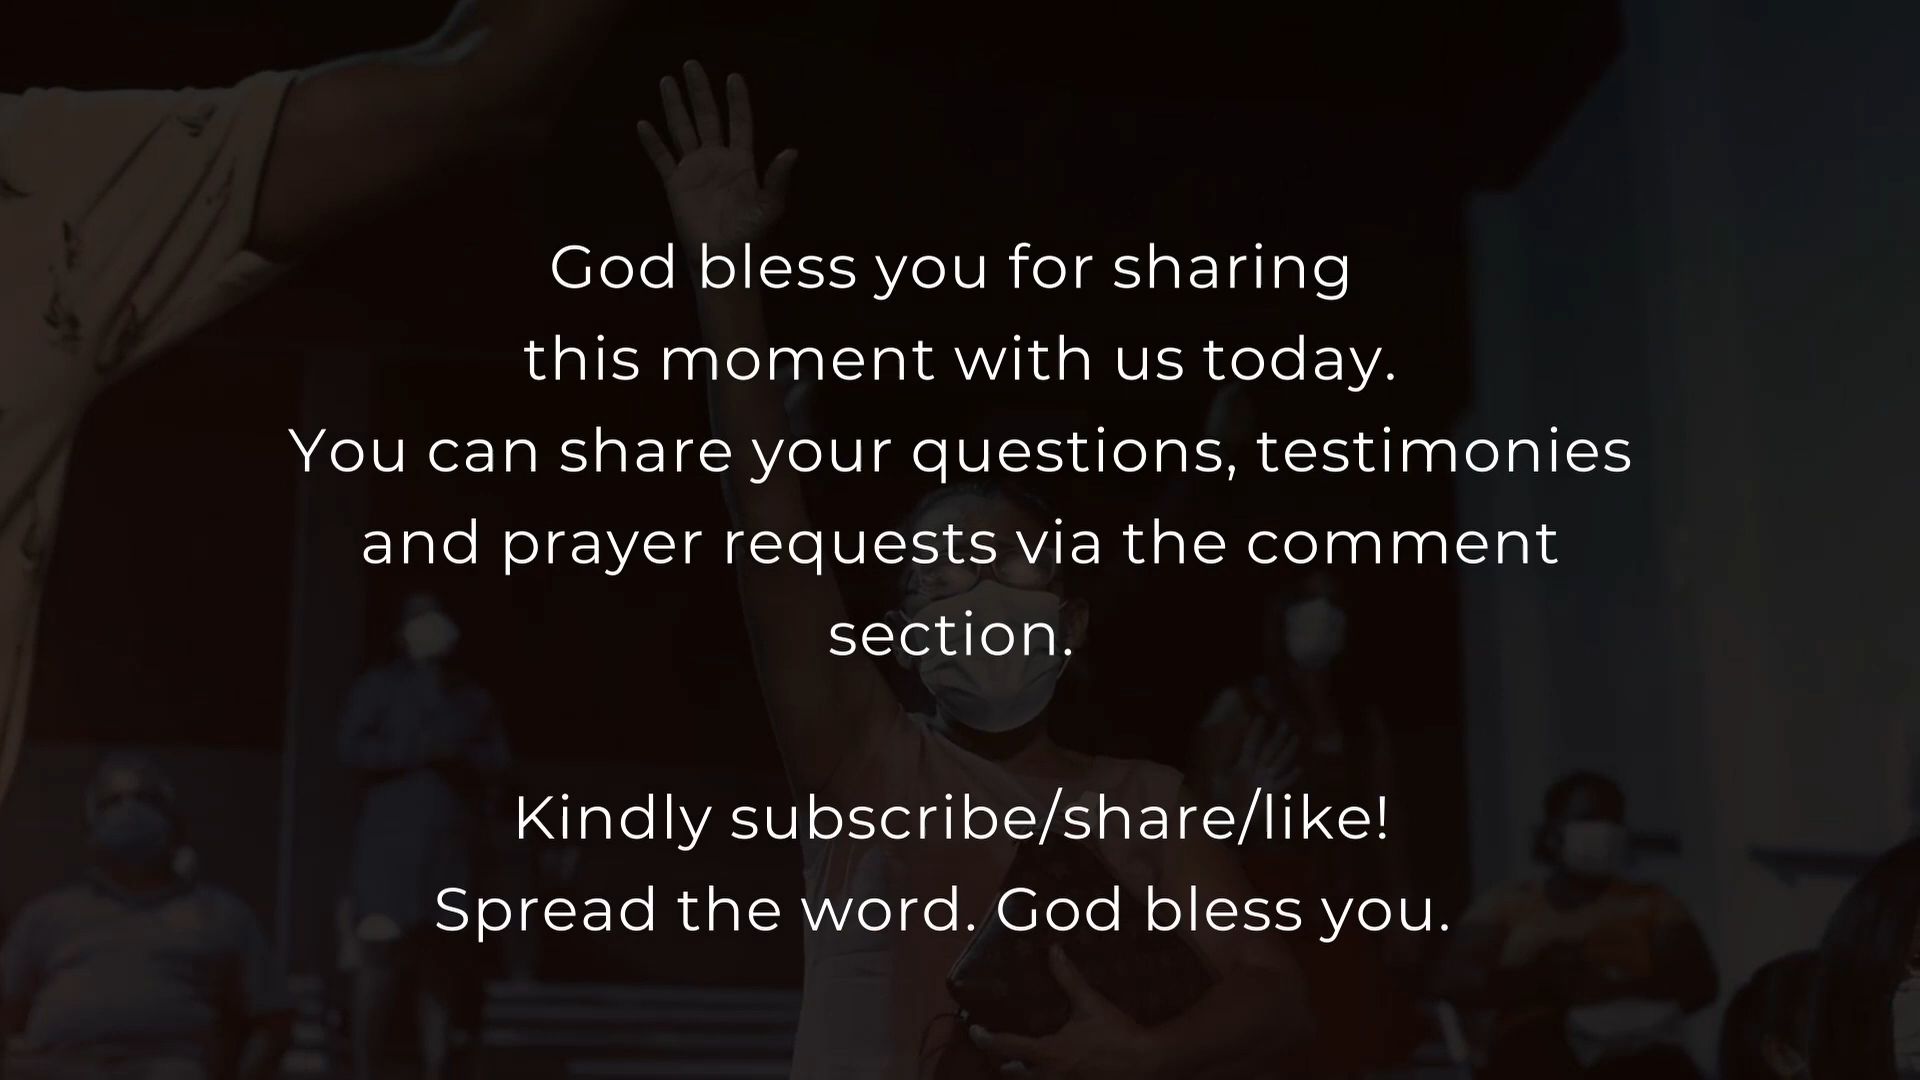 God bless you for sharing
this moment with us today.
You can share your questions, testimonies
and prayer requests via the comment
section.
Kindly subscribe/share/like!
Spread the word. God bless you.